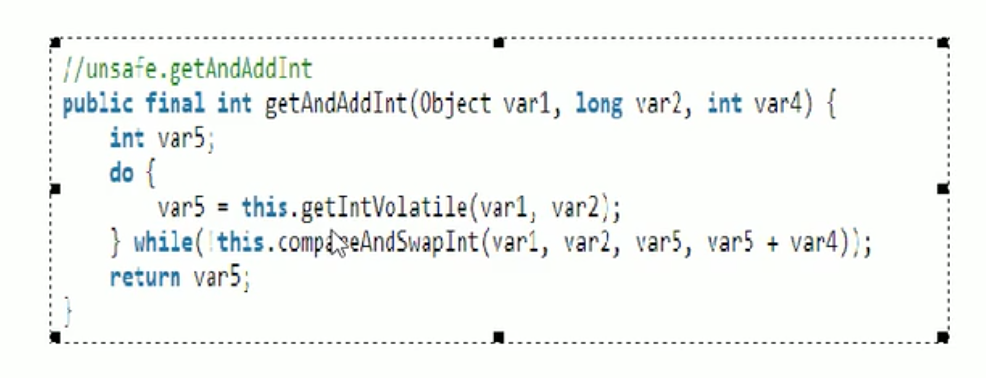 //unsafe.getAndAddInt
public final int getAndAddInt(Object var1, long var2, int var4) {
    int var5;
    do {
        var5 = this.getIntVolatile(var1, var2);
    } while(!this.compareAndSwapInt(var1, var2, var5, var5 + var4));
    return var5;
}